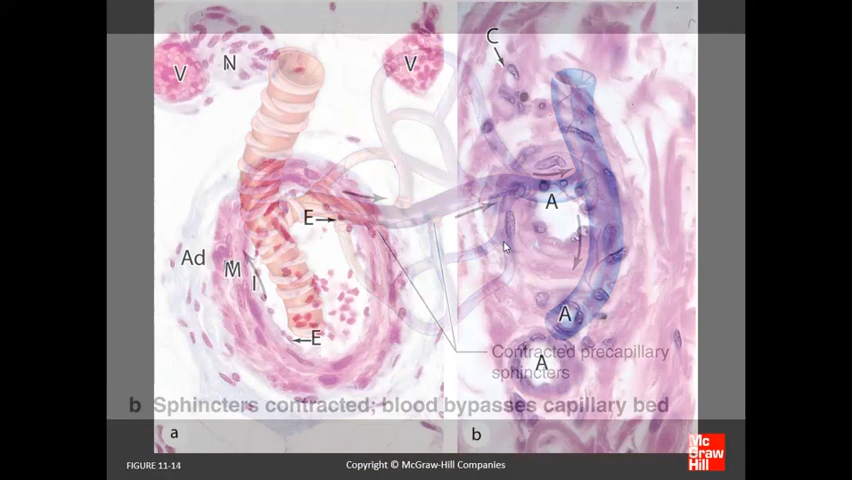 C
V
N
V
E
A
Ad
M
I
A
E
A
Contracted precapillary
sphincters
b Sphincters contracted; blood bypasses capillary bed
a
b
FIGURE 11-14
Copyright © McGraw-Hill Companies
Mc
Graw
Hill